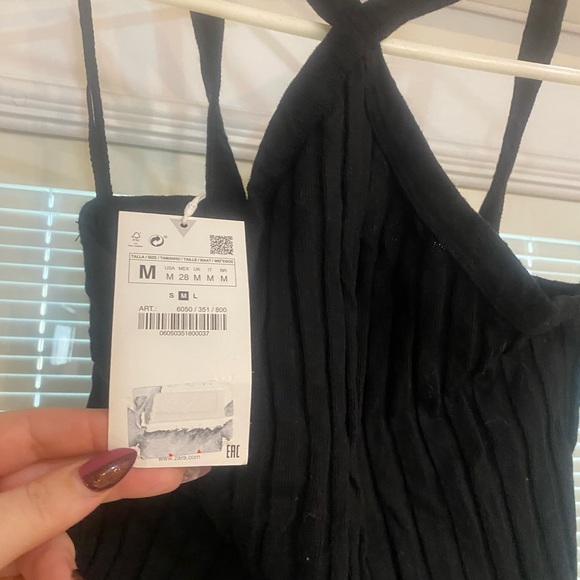 TALLA / SIZE / TAMANHO / TAILLE / MAAT / ΜΕΓΕΘΟΣ
M
USA MEX UK IT BR
M 28 M M M
S M L
ART.: 6050 / 351 / 800
06050351800037
www.zara.com
EAC